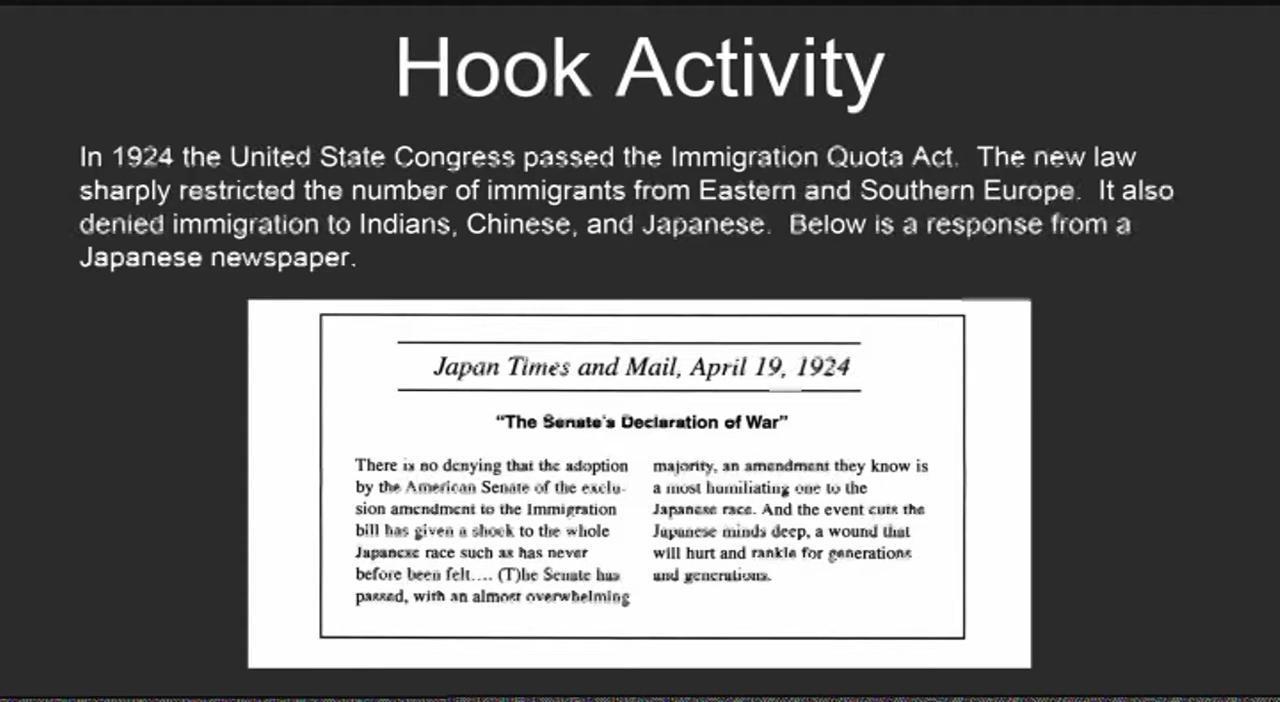 Hook Activity
In 1924 the United State Congress passed the Immigration Quota Act. The new law
sharply restricted the number of immigrants from Eastern and Southern Europe. It also
denied immigration to Indians, Chinese, and Japanese. Below is a response from a
Japanese newspaper.
Japan Times and Mail, April 19, 1924
“The Senate's Declaration of War”
There is no denying that the adoption
by the American Senate of the exclu-
sion amendment to the Immigration
bill has given a shock to the whole
Japanese race such as has never
before been felt.... (T)he Senate has
passed, with an almost overwhelming
majority, an amendment they know is
a most humiliating one to the
Japanese race. And the event cuts the
Japanese minds deep, a wound that
will hurt and rankle for generations
and generations.